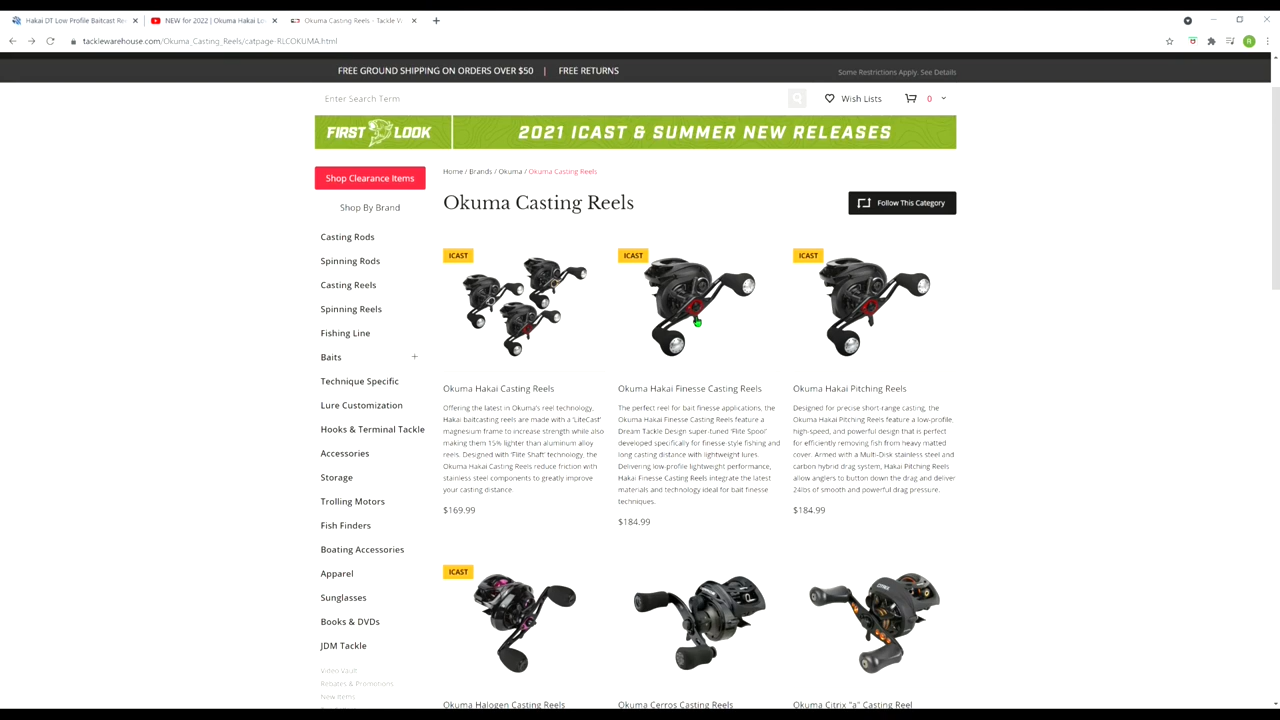 Hakai DT Low Profile Baitcast Re
NEW for 2022 | Okuma Hakai Lo
Okuma Casting Reels - Tackle W
tacklewarehouse.com/Okuma_Casting_Reels/catpage-RLCOKUMA.html
R
FREE GROUND SHIPPING ON ORDERS OVER $50 | FREE RETURNS
Some Restrictions Apply. See Details
Enter Search Term
Wish Lists
0
FIRST LOOK
2021 ICAST & SUMMER NEW RELEASES
Shop Clearance Items
Shop By Brand
Casting Rods
Spinning Rods
Casting Reels
Spinning Reels
Fishing Line
Baits
Technique Specific
Lure Customization
Hooks & Terminal Tackle
Accessories
Storage
Trolling Motors
Fish Finders
Boating Accessories
Apparel
Sunglasses
Books & DVDs
JDM Tackle
Video Vault
Rebates & Promotions
New Items
Home / Brands / Okuma / Okuma Casting Reels
Okuma Casting Reels
Follow This Category
ICAST
Okuma Hakai Casting Reels
Offering the latest in Okuma's reel technology,
Hakai baitcasting reels are made with a "LiteCast"
magnesium frame to increase strength while also
making them 15% lighter than aluminum alloy
reels. Designed with 'Flite Shaft' technology, the
Okuma Hakai Casting Reels reduce friction with
stainless steel components to greatly improve
your casting distance.
$169.99
ICAST
Okuma Hakai Finesse Casting Reels
The perfect reel for bait finesse applications, the
Okuma Hakai Finesse Casting Reels feature a
Dream Tackle Design super-tuned 'Flite Spool'
developed specifically for finesse style fishing and
long casting distance with lightweight lures.
Delivering low-profile lightweight performance,
Hakai Finesse Casting Reels integrate the latest
materials and technology ideal for bait finesse
techniques.
$184.99
ICAST
Okuma Hakai Pitching Reels
Designed for precise short-range casting, the
Okuma Hakai Pitching Reels feature a low-profile,
high-speed, and powerful design that is perfect
for efficiently removing fish from heavy matted
cover. Armed with a Multi-Disk stainless steel and
carbon hybrid drag system, Hakai Pitching Reels
allow anglers to button down the drag and deliver
24lbs of smooth and powerful drag pressure.
$184.99
ICAST
Okuma Halogen Casting Reels
Okuma Cerros Casting Reels
CITRIX
Okuma Citrix "a" Casting Reel